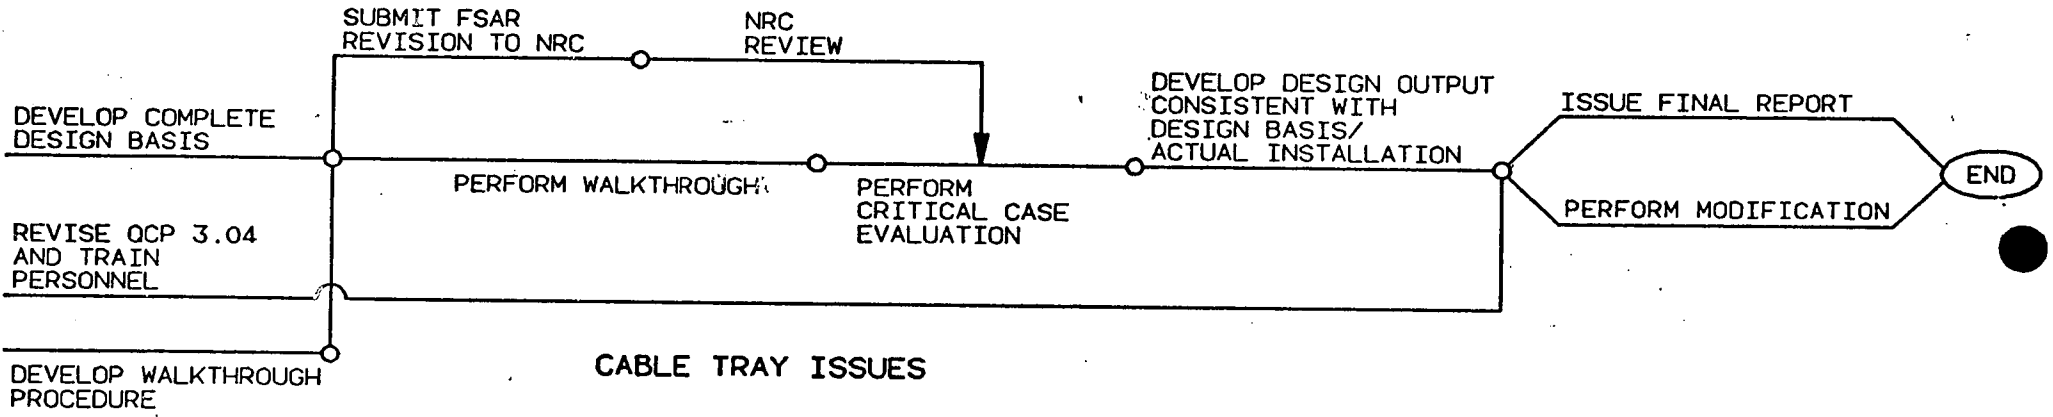 SUBMIT FSAR
REVISION TO NRC
NRC
REVIEW
DEVELOP COMPLETE
DESIGN BASIS
DEVELOP DESIGN OUTPUT
CONSISTENT WITH
DESIGN BASIS/
ACTUAL INSTALLATION
ISSUE FINAL REPORT
END
PERFORM WALKTHROUGH
PERFORM
CRITICAL CASE
EVALUATION
PERFORM MODIFICATION
REVISE QCP 3.04
AND TRAIN
PERSONNEL
DEVELOP WALKTHROUGH
PROCEDURE
CABLE TRAY ISSUES